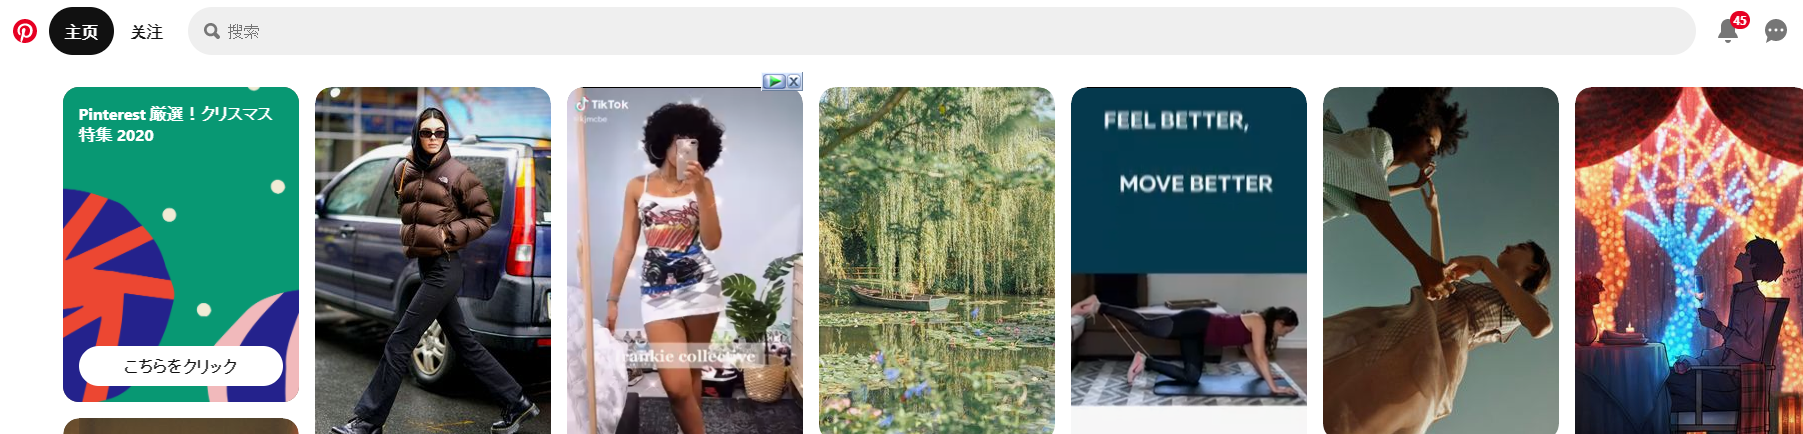 主页
关注
搜索
45
Pinterest 厳選！クリスマス
特集 2020
こちらをクリック
TikTok
frankie collective
FEEL BETTER,
MOVE BETTER